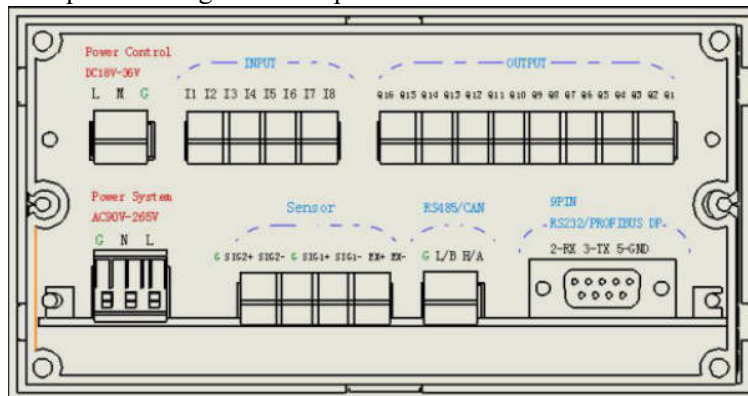 Power Control
DC18V-36V
L N G
INPUT
I1 I2 I3 I4 I5 I6 I7 I8
OUTPUT
Q16 Q15 Q14 Q13 Q12 Q11 Q10 Q9 Q8 Q7 Q6 Q5 Q4 Q3 Q2 Q1
Power System
AC90V-265V
G N L
Sensor
G SIG2+ SIG2- G SIG1+ SIG1- EX+ EX-
RS485/CAN
G L/B H/A
9PIN
RS232/PROFIBUS DP
2-RX 3-TX 5-GND